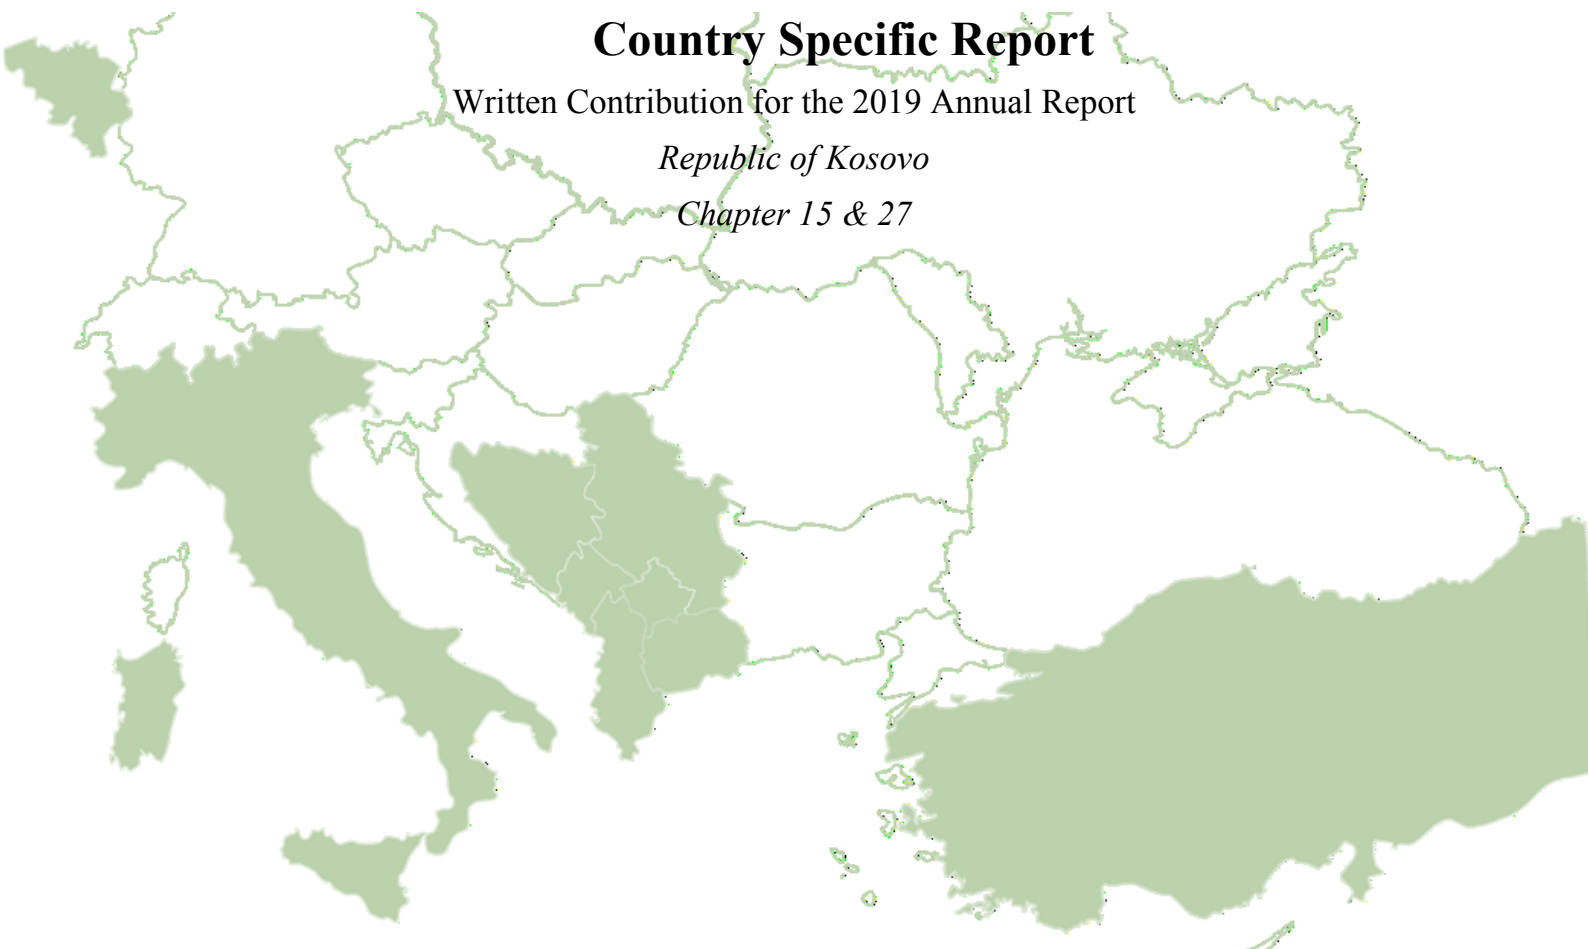 Country Specific Report
Written Contribution for the 2019 Annual Report
Republic of Kosovo
Chapter 15 & 27